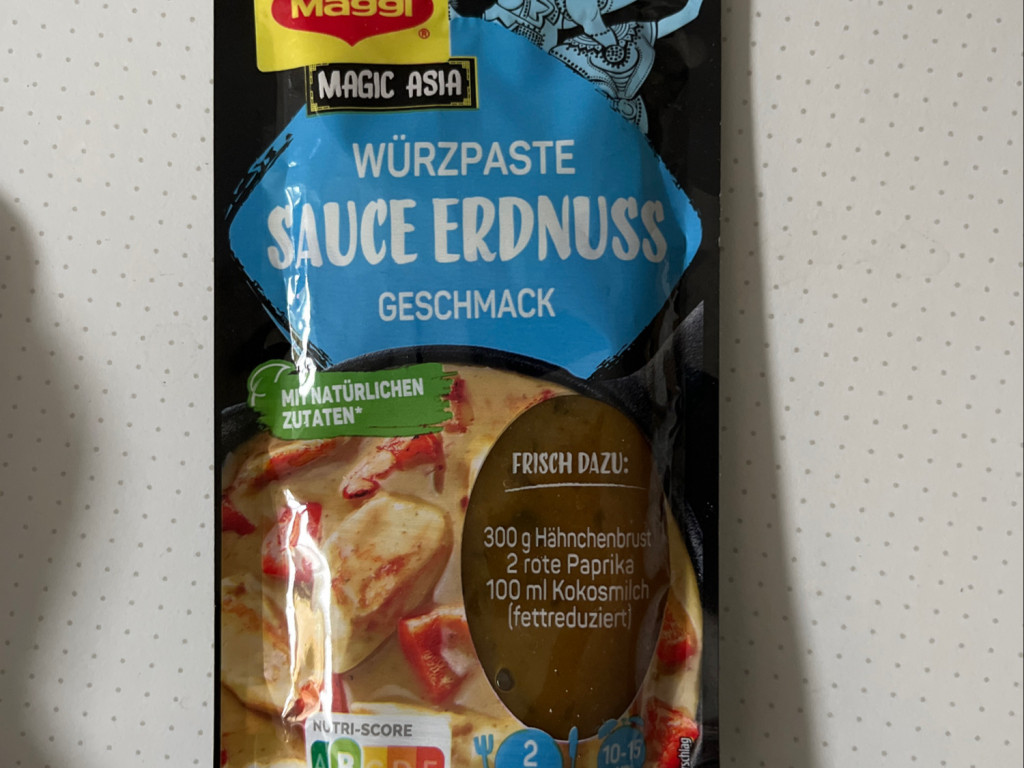 Maggi
®
MAGIC ASIA
WÜRZPASTE
SAUCE ERDNUSS
GESCHMACK
MIT NATÜRLICHEN
ZUTATEN*
FRISCH DAZU:
300 g Hähnchenbrust
2 rote Paprika
100 ml Kokosmilch
(fettreduziert)
NUTRI-SCORE
A B C D E
2
10-15